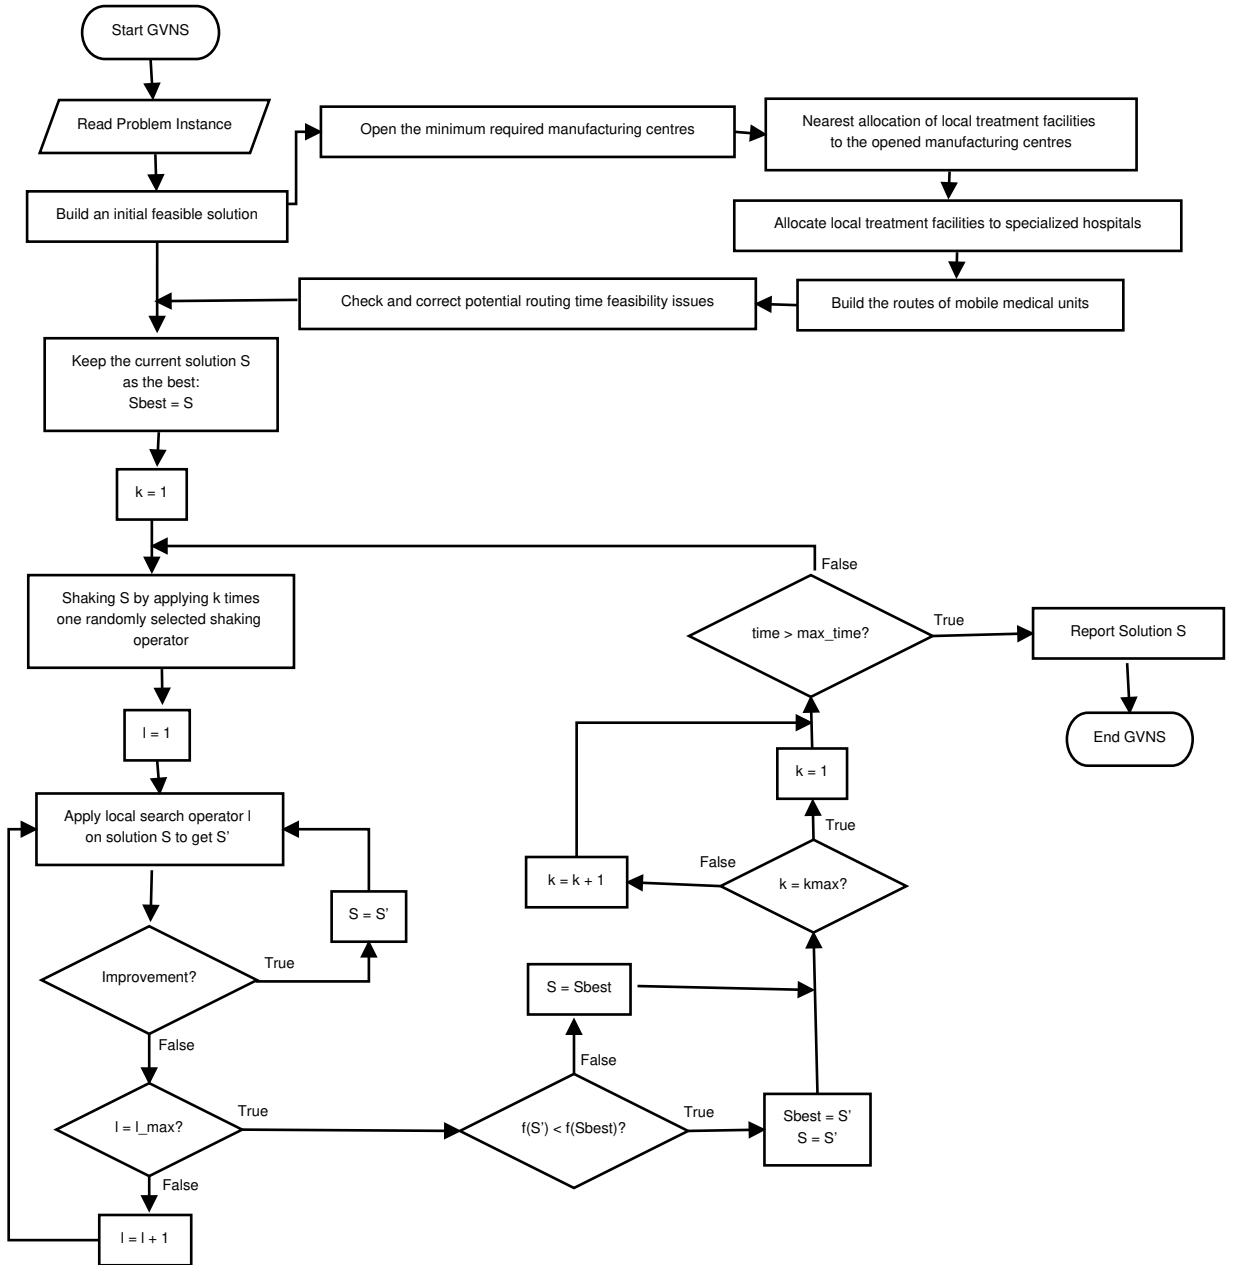 Start GVNS
Read Problem Instance
Open the minimum required manufacturing centres
Nearest allocation of local treatment facilities
to the opened manufacturing centres
Build an initial feasible solution
Allocate local treatment facilities to specialized hospitals
Check and correct potential routing time feasibility issues
Build the routes of mobile medical units
Keep the current solution S
as the best:
Sbest = S
k = 1
Shaking S by applying k times
one randomly selected shaking
operator
False
time > max_time?
True
Report Solution S
End GVNS
l = 1
k = 1
Apply local search operator l
on solution S to get S’
True
False
k = kmax?
k = k + 1
S = S’
Improvement?
True
S = Sbest
False
False
l = l_max?
True
f(S’) < f(Sbest)?
True
Sbest = S’
S = S’
False
l = l + 1